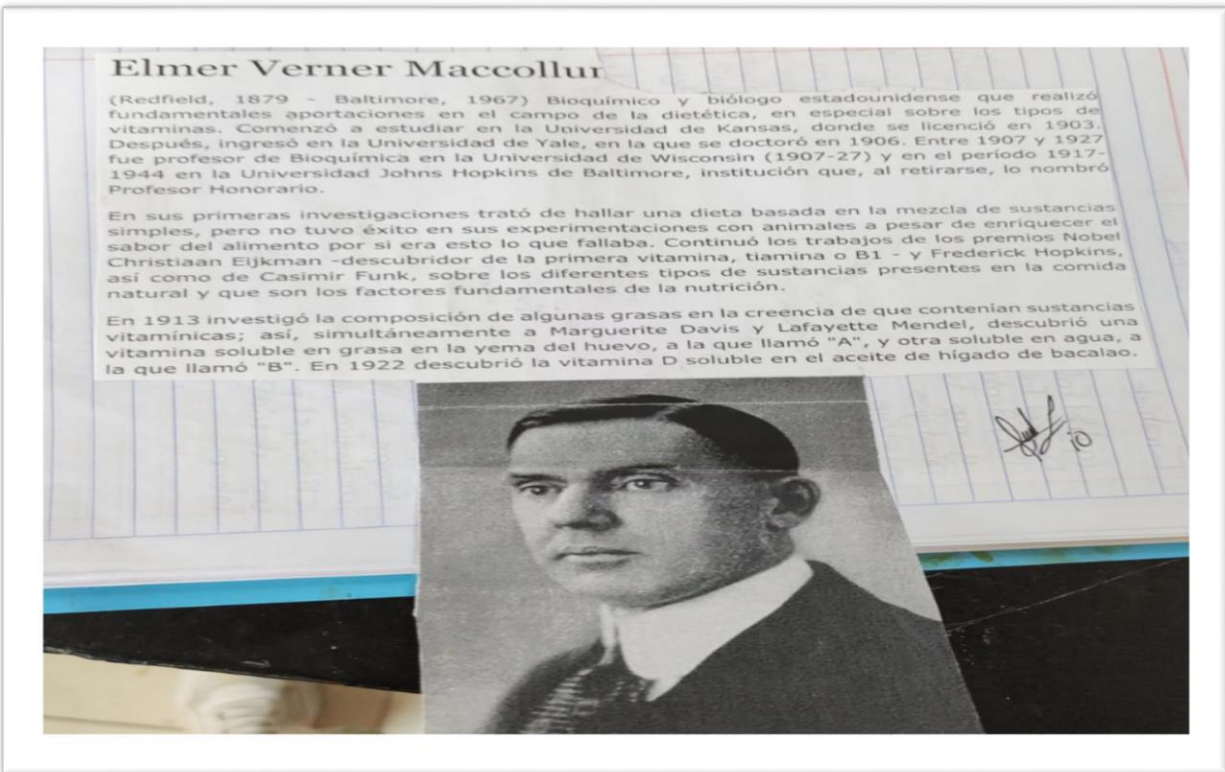 Elmer Verner Maccollur
(Redfield, 1879 - Baltimore, 1967) Bioquímico y biólogo estadounidense que realizó
fundamentales aportaciones en el campo de la dietética, en especial sobre los tipos de
vitaminas. Comenzó a estudiar en la Universidad de Kansas, donde se licenció en 1903.
Después, ingresó en la Universidad de Yale, en la que se doctoró en 1906. Entre 1907 y 1927
fue profesor de Bioquímica en la Universidad de Wisconsin (1907-27) y en el período 1917-
1944 en la Universidad Johns Hopkins de Baltimore, institución que, al retirarse, lo nombró
Profesor Honorario.
En sus primeras investigaciones trató de hallar una dieta basada en la mezcla de sustancias
simples, pero no tuvo éxito en sus experimentaciones con animales a pesar de enriquecer el
sabor del alimento por si era esto lo que fallaba. Continuó los trabajos de los premios Nobel
Christiaan Eijkman -descubridor de la primera vitamina, tiamina o B1 - y Frederick Hopkins,
así como de Casimir Funk, sobre los diferentes tipos de sustancias presentes en la comida
natural y que son los factores fundamentales de la nutrición.
En 1913 investigó la composición de algunas grasas en la creencia de que contenían sustancias
vitamínicas; así, simultáneamente a Marguerite Davis y Lafayette Mendel, descubrió una
vitamina soluble en grasa en la yema del huevo, a la que llamó "A", y otra soluble en agua, a
la que llamó "B". En 1922 descubrió la vitamina D soluble en el aceite de hígado de bacalao.
10